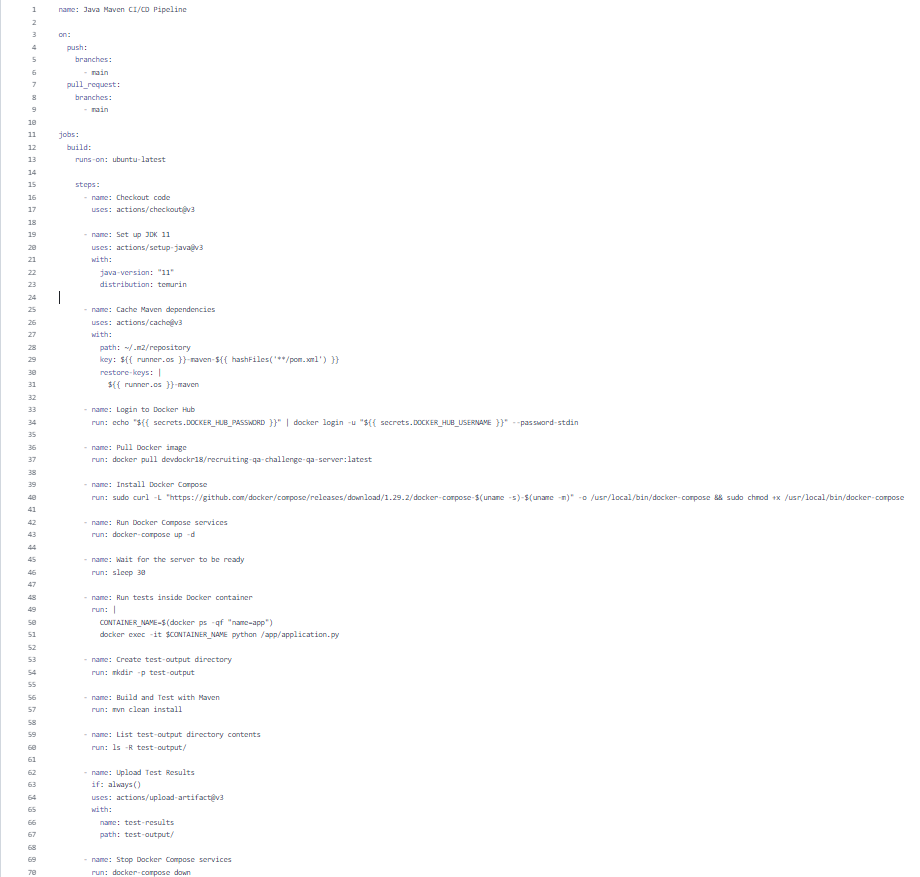 1 name: Java Maven CI/CD Pipeline
2
3 on:
4   push:
5     branches:
6       - main
7   pull_request:
8     branches:
9       - main
10
11 jobs:
12   build:
13     runs-on: ubuntu-latest
14
15     steps:
16       - name: Checkout code
17         uses: actions/checkout@v3
18
19       - name: Set up JDK 11
20         uses: actions/setup-java@v3
21         with:
22           java-version: "11"
23           distribution: temurin
24
25       - name: Cache Maven dependencies
26         uses: actions/cache@v3
27         with:
28           path: ~/.m2/repository
29           key: ${{ runner.os }}-maven-${{ hashFiles('**/pom.xml') }}
30           restore-keys: |
31             ${{ runner.os }}-maven
32
33       - name: Login to Docker Hub
34         run: echo "${{ secrets.DOCKER_HUB_PASSWORD }}" | docker login -u "${{ secrets.DOCKER_HUB_USERNAME }}" --password-stdin
35
36       - name: Pull Docker image
37         run: docker pull devdockr18/recruiting-qa-challenge-qa-server:latest
38
39       - name: Install Docker Compose
40         run: sudo curl -L "https://github.com/docker/compose/releases/download/1.29.2/docker-compose-$(uname -s)-$(uname -m)" -o /usr/local/bin/docker-compose && sudo chmod +x /usr/local/bin/docker-compose
41
42       - name: Run Docker Compose services
43         run: docker-compose up -d
44
45       - name: Wait for the server to be ready
46         run: sleep 30
47
48       - name: Run tests inside Docker container
49         run: |
50           CONTAINER_NAME=$(docker ps -qf "name=app")
51           docker exec -it $CONTAINER_NAME python /app/application.py
52
53       - name: Create test-output directory
54         run: mkdir -p test-output
55
56       - name: Build and Test with Maven
57         run: mvn clean install
58
59       - name: List test-output directory contents
60         run: ls -R test-output/
61
62       - name: Upload Test Results
63         if: always()
64         uses: actions/upload-artifact@v3
65         with:
66           name: test-results
67           path: test-output/
68
69       - name: Stop Docker Compose services
70         run: docker-compose down